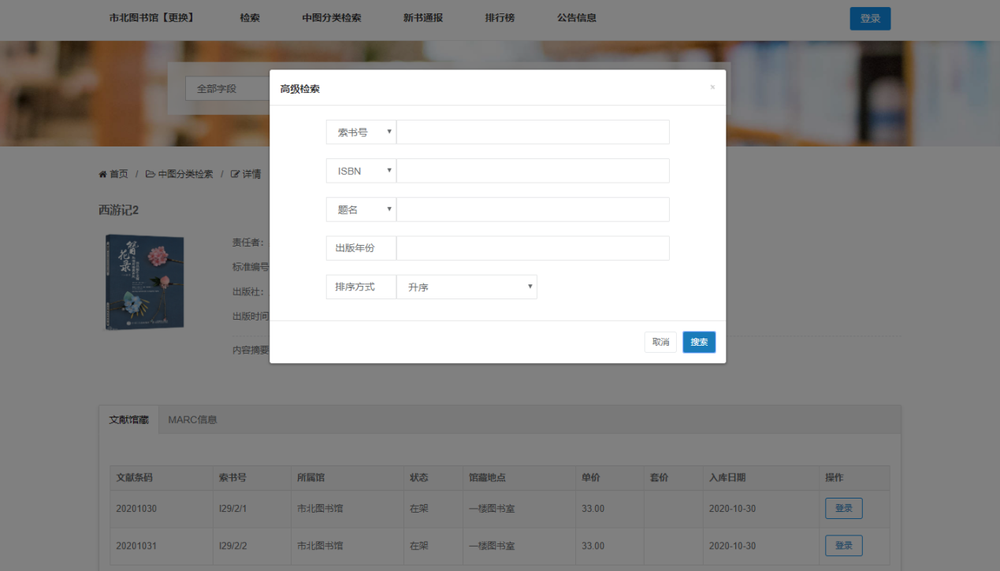 市北图书馆【更换】 检索 中图分类检索 新书通报 排行榜 公告信息 登录
全部字段
高级检索 ×
索书号
ISBN
题名
出版年份
排序方式 升序
取消 搜索
首页 / 中图分类检索 / 详情
西游记2
簪花录
责任者：
标准编号
出版社：
出版时间
内容摘要
文献馆藏 MARC信息
文献条码 索书号 所属馆 状态 馆藏地点 单价 套价 入库日期 操作
20201030 I29/2/1 市北图书馆 在架 一楼图书室 33.00 2020-10-30 登录
20201031 I29/2/2 市北图书馆 在架 一楼图书室 33.00 2020-10-30 登录